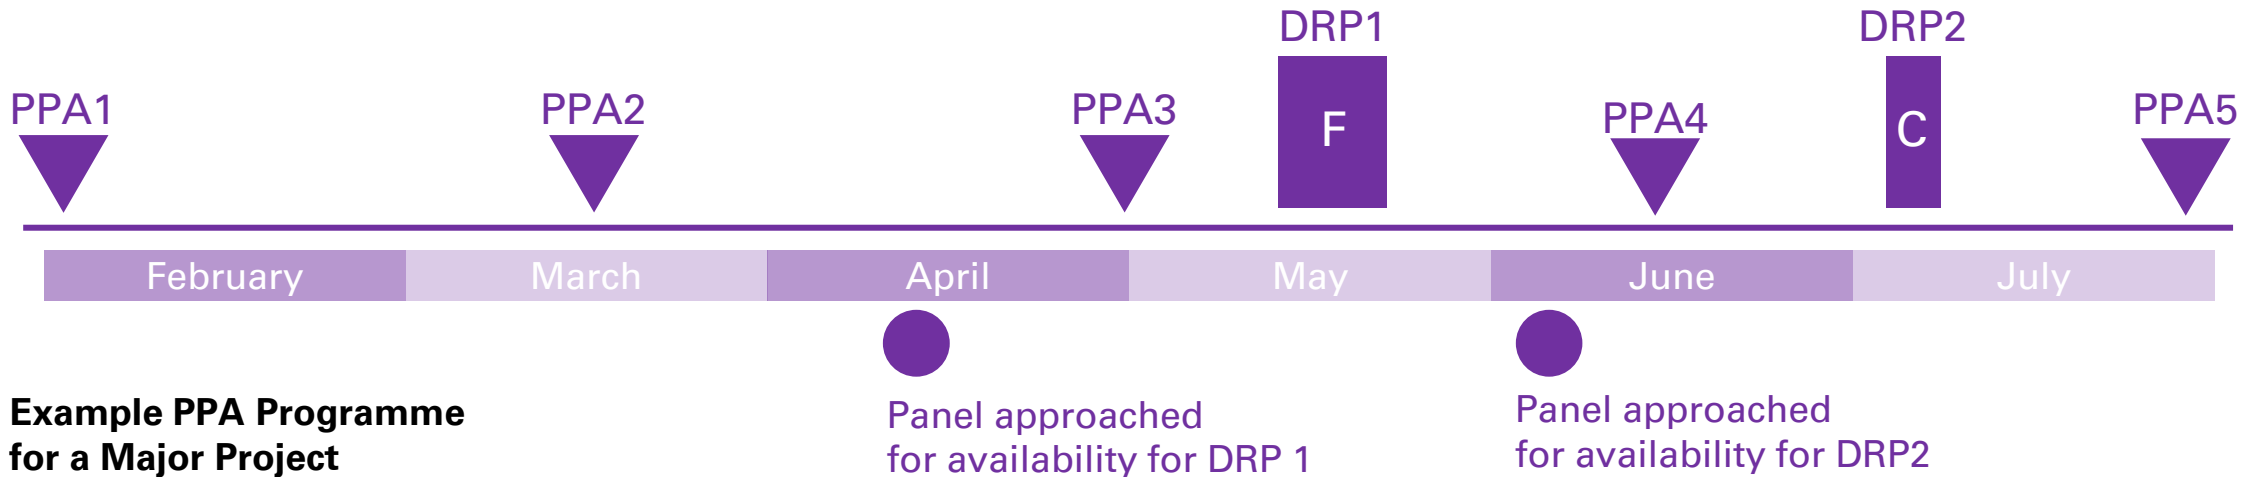 DRP1
DRP2
PPA1
PPA2
PPA3
PPA4
PPA5
F
C
February
March
April
May
June
July
Example PPA Programme
for a Major Project
Panel approached
for availability for DRP 1
Panel approached
for availability for DRP2